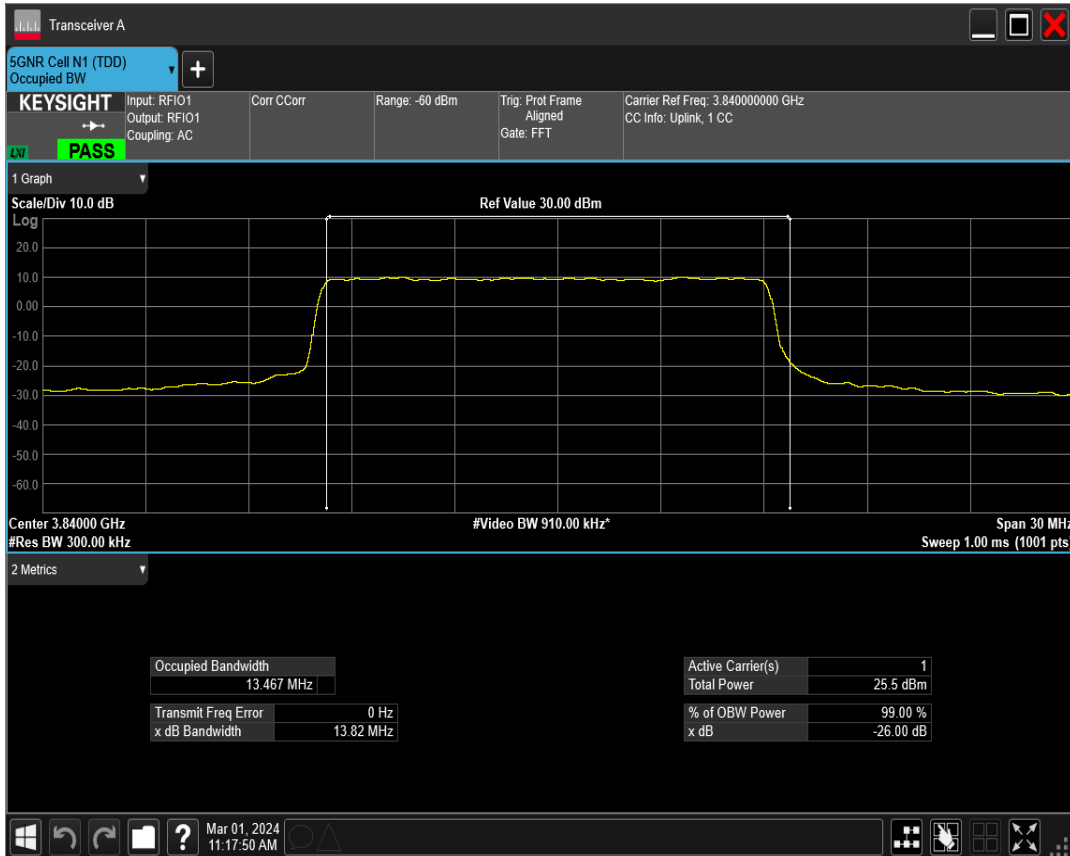 Transceiver A
5GNR Cell N1 (TDD)
Occupied BW
+
KEYSIGHT
LXI
PASS
Input: RFIO1
Output: RFIO1
Coupling: AC
Corr CCorr
Range: -60 dBm
Trig: Prot Frame
Aligned
Gate: FFT
Carrier Ref Freq: 3.840000000 GHz
CC Info: Uplink, 1 CC
1 Graph
Scale/Div 10.0 dB
Ref Value 30.00 dBm
Log
20.0
10.0
0.00
-10.0
-20.0
-30.0
-40.0
-50.0
-60.0
Center 3.84000 GHz
#Video BW 910.00 kHz*
Span 30 MHz
#Res BW 300.00 kHz
Sweep 1.00 ms (1001 pts)
2 Metrics
Occupied Bandwidth
13.467 MHz
Transmit Freq Error 0 Hz
x dB Bandwidth 13.82 MHz
Active Carrier(s) 1
Total Power 25.5 dBm
% of OBW Power 99.00 %
x dB -26.00 dB
?
Mar 01, 2024
11:17:50 AM